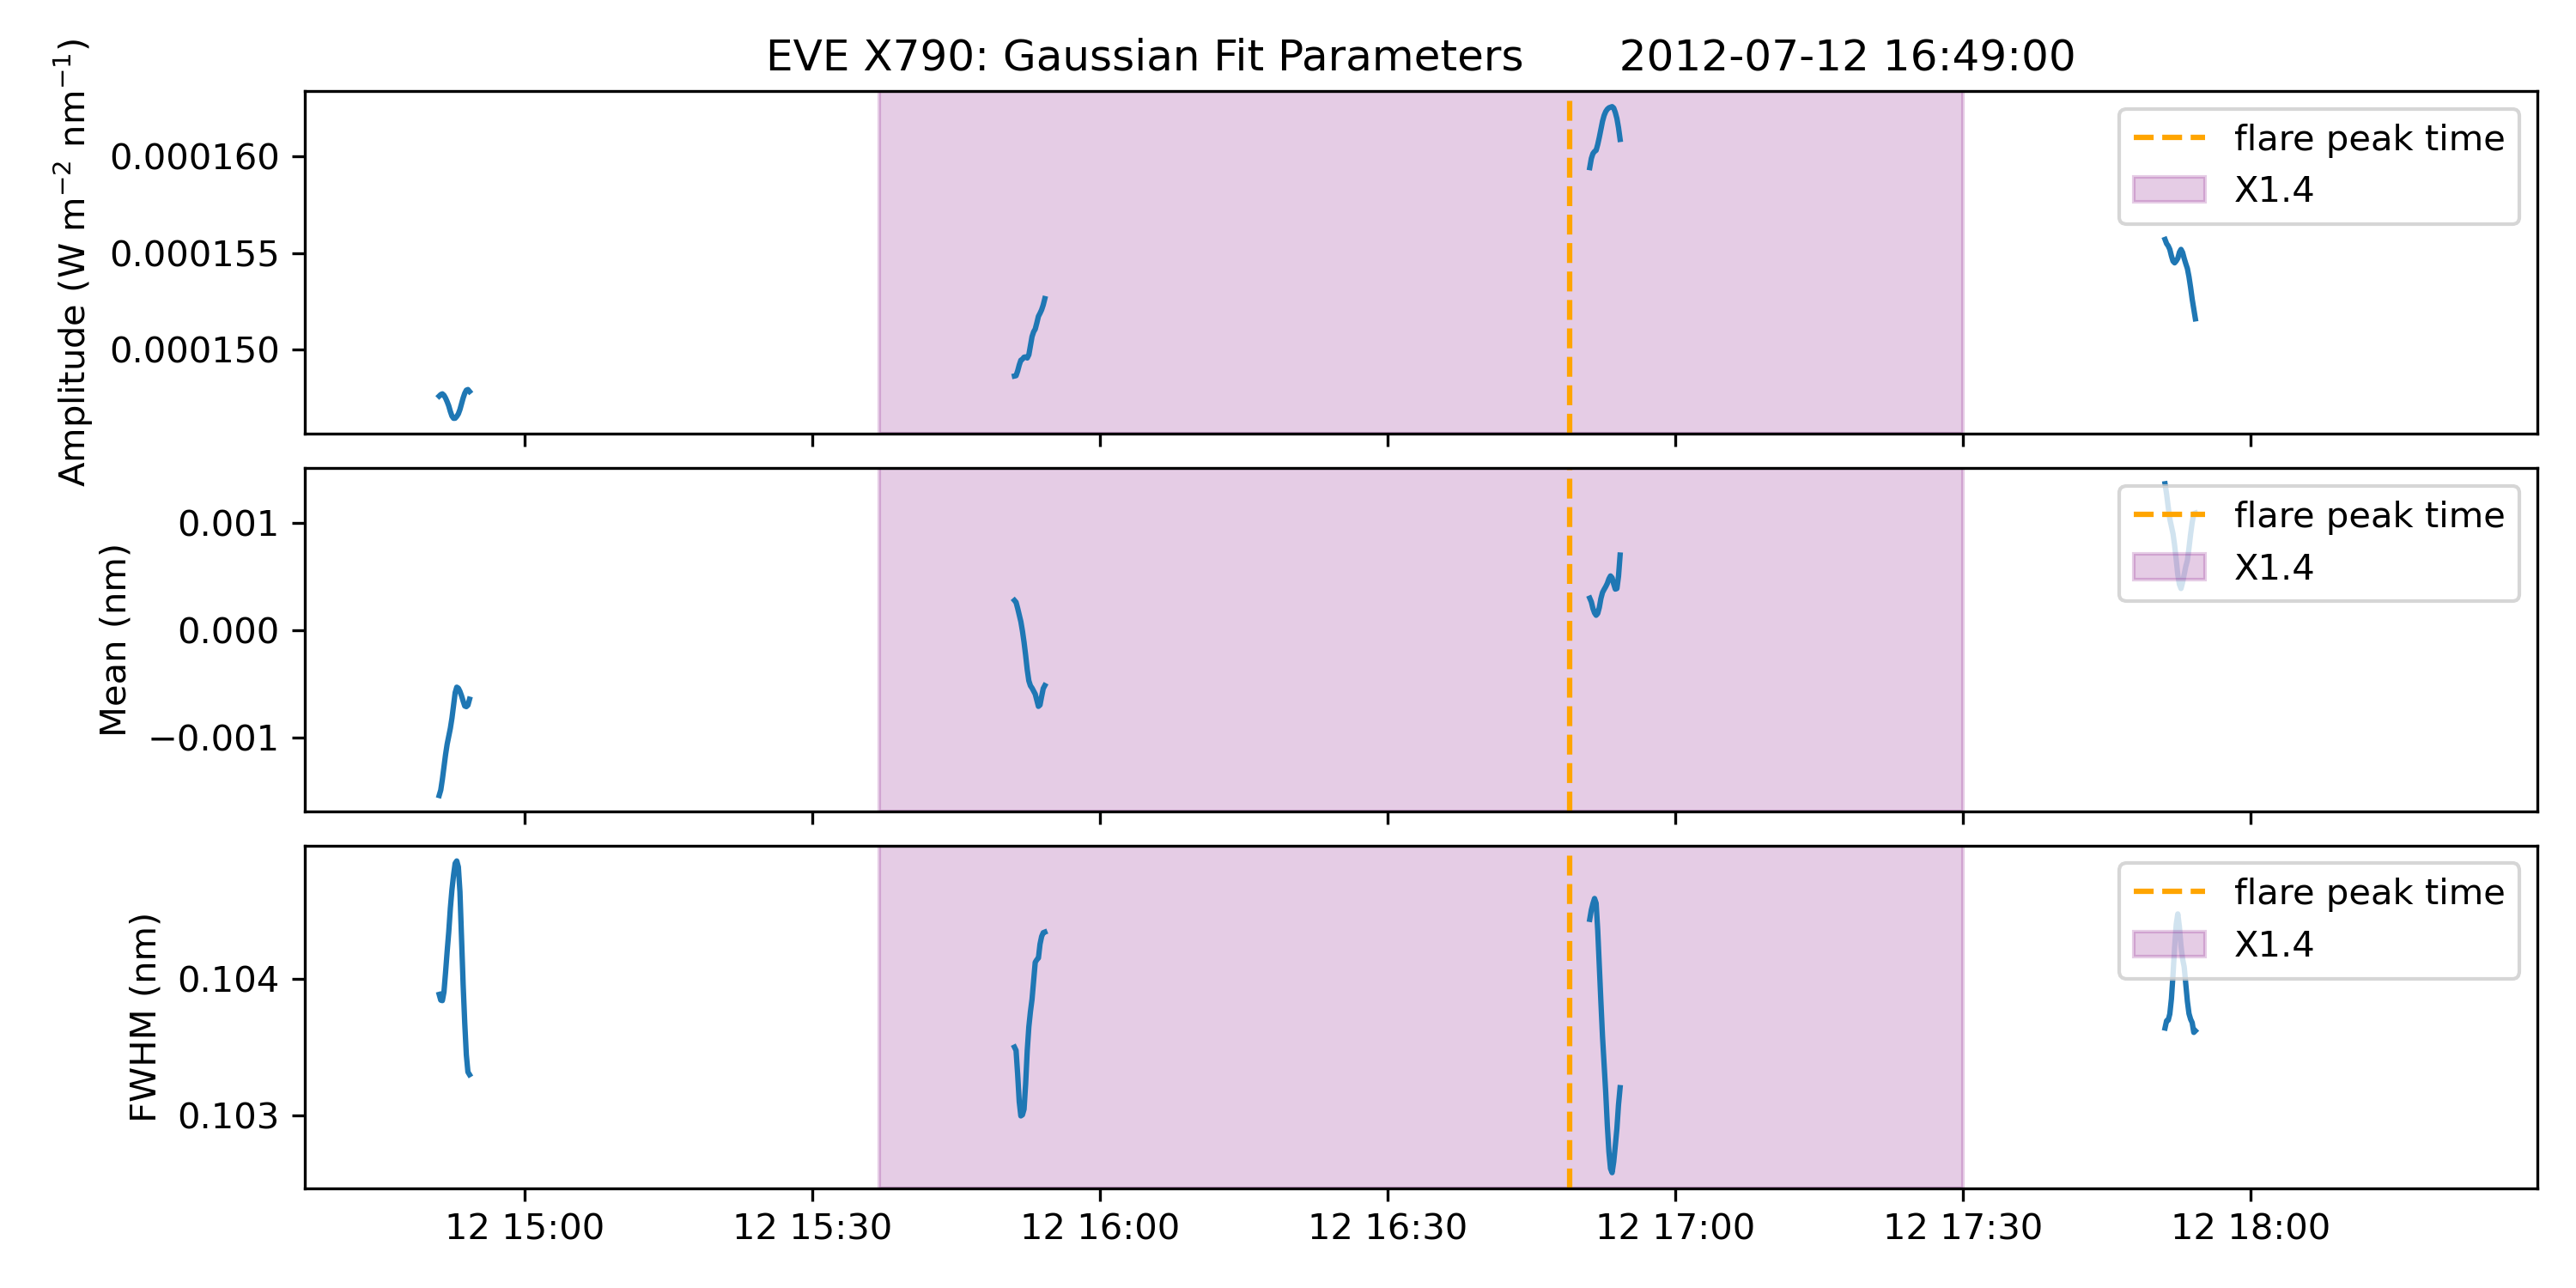 EVE X790: Gaussian Fit Parameters 2012-07-12 16:49:00
Amplitude (W m⁻² nm⁻¹)
0.000160
0.000155
0.000150
flare peak time
X1.4
Mean (nm)
0.001
0.000
−0.001
flare peak time
X1.4
FWHM (nm)
0.104
0.103
flare peak time
X1.4
12 15:00 12 15:30 12 16:00 12 16:30 12 17:00 12 17:30 12 18:00